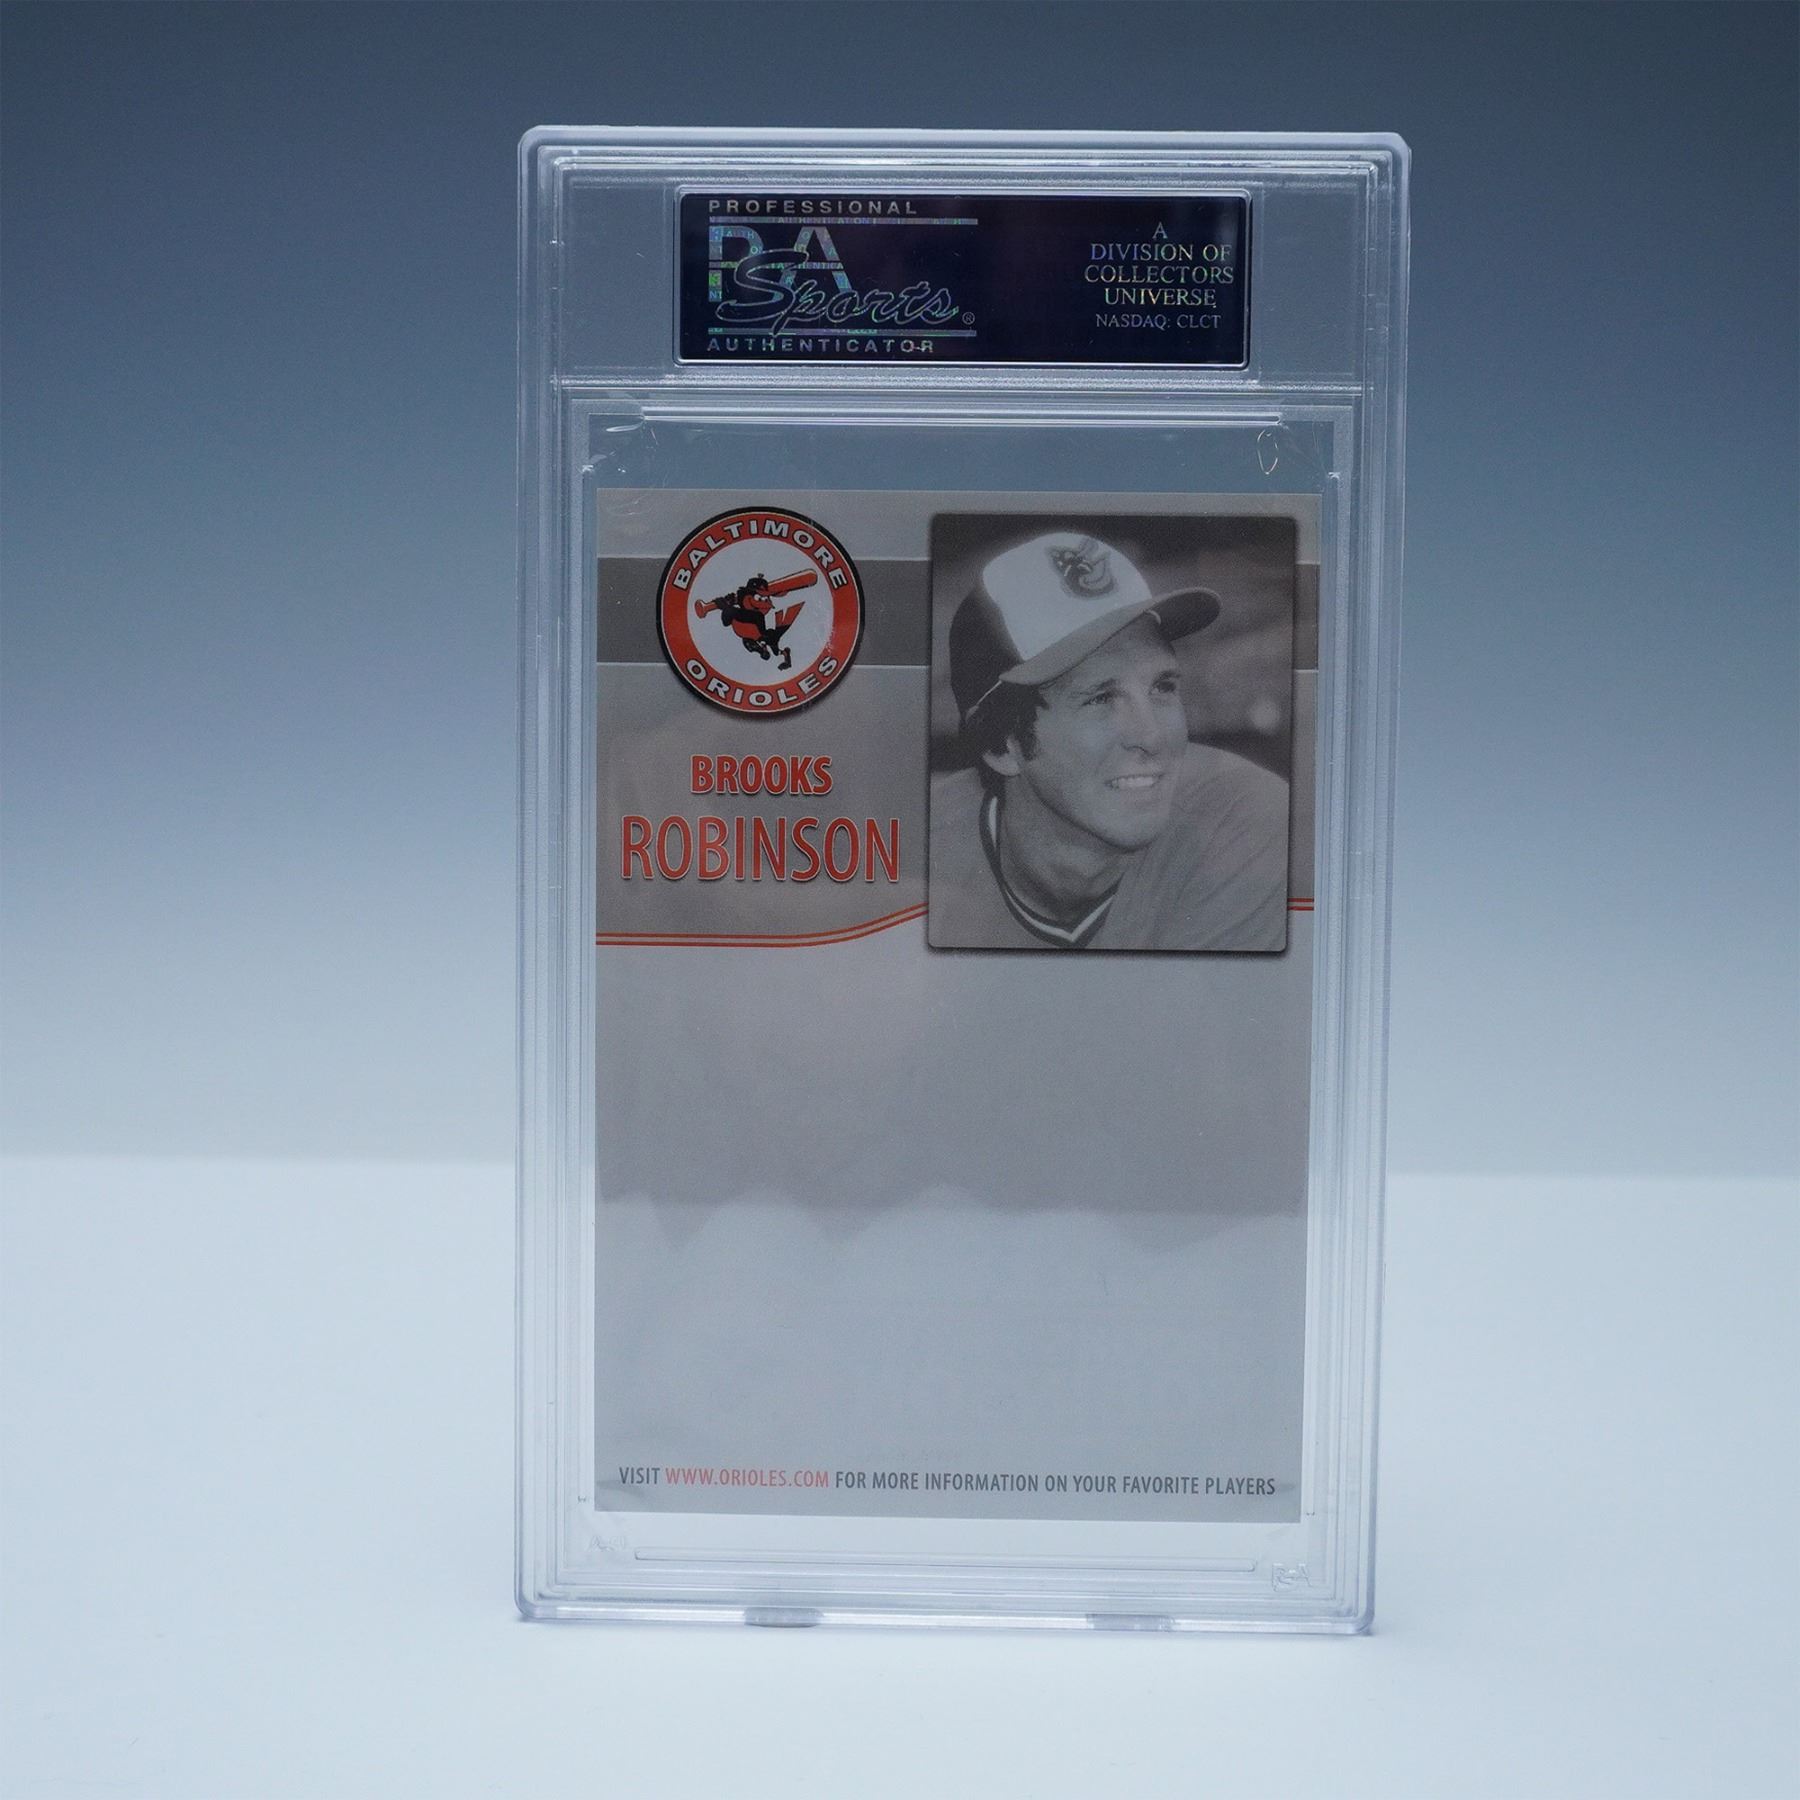 PROFESSIONAL
PSA
Sports®
AUTHENTICATOR
A
DIVISION OF
COLLECTORS
UNIVERSE
NASDAQ: CLCT
BALTIMORE
ORIOLES
BROOKS
ROBINSON
VISIT WWW.ORIOLES.COM FOR MORE INFORMATION ON YOUR FAVORITE PLAYERS
PSA